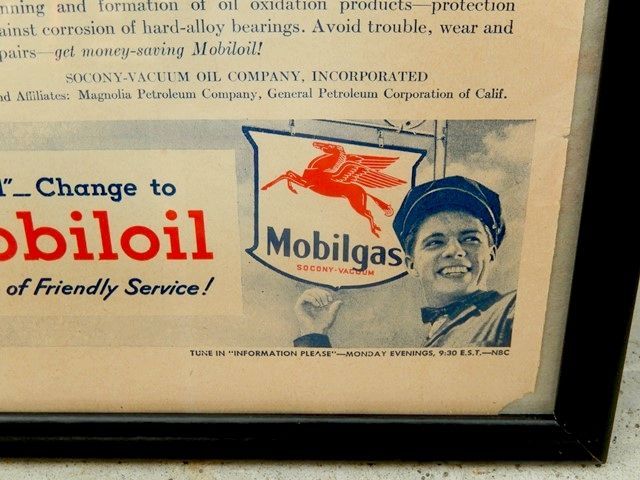 nning and formation of oil oxidation products—protection
ainst corrosion of hard-alloy bearings. Avoid trouble, wear and
pairs—get money-saving Mobiloil!
SOCONY-VACUUM OIL COMPANY, INCORPORATED
nd Affiliates: Magnolia Petroleum Company, General Petroleum Corporation of Calif.
l"—Change to
obiloil
of Friendly Service!
Mobilgas
SOCONY-VACUUM
TUNE IN "INFORMATION PLEASE"—MONDAY EVENINGS, 9:30 E.S.T.—NBC